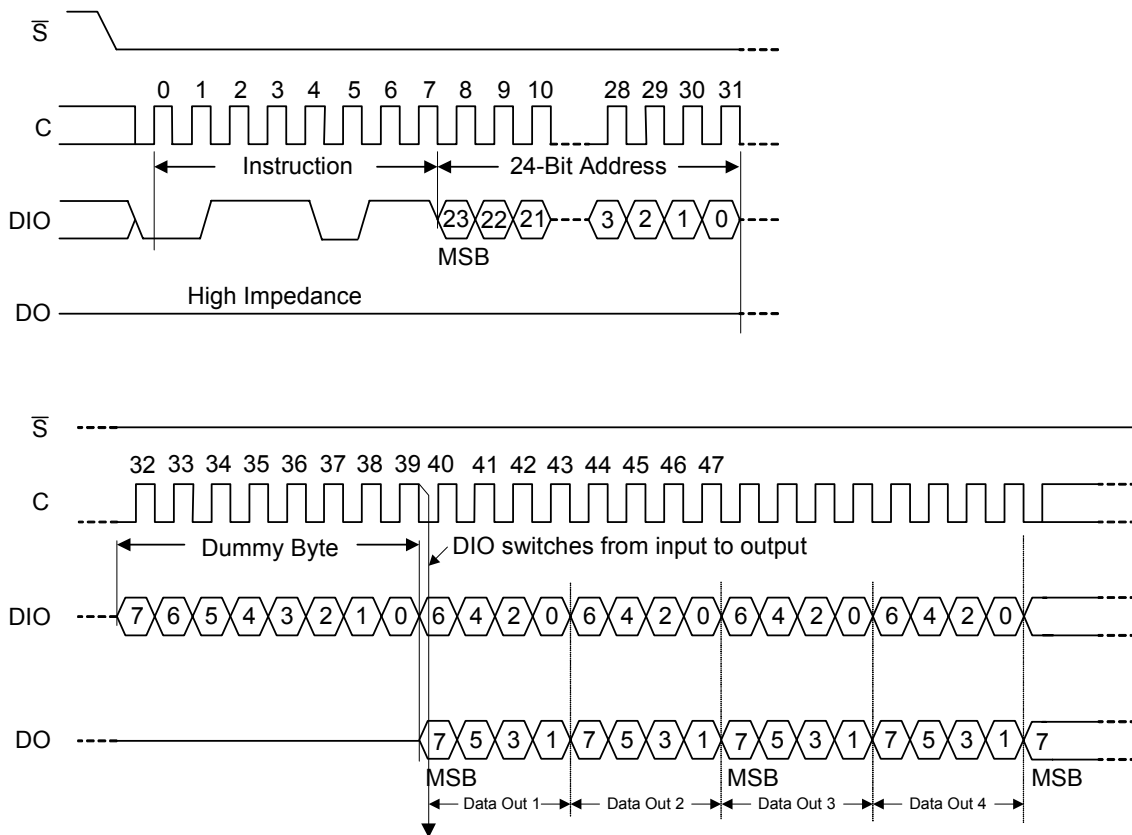 S
0 1 2 3 4 5 6 7 8 9 10 28 29 30 31
C
Instruction 24-Bit Address
DIO 23 22 21 3 2 1 0
MSB
High Impedance
DO
S
32 33 34 35 36 37 38 39 40 41 42 43 44 45 46 47
C
Dummy Byte DIO switches from input to output
DIO 7 6 5 4 3 2 1 0 6 4 2 0 6 4 2 0 6 4 2 0 6 4 2 0
DO 7 5 3 1 7 5 3 1 7 5 3 1 7 5 3 1 7
MSB MSB MSB
Data Out 1 Data Out 2 Data Out 3 Data Out 4